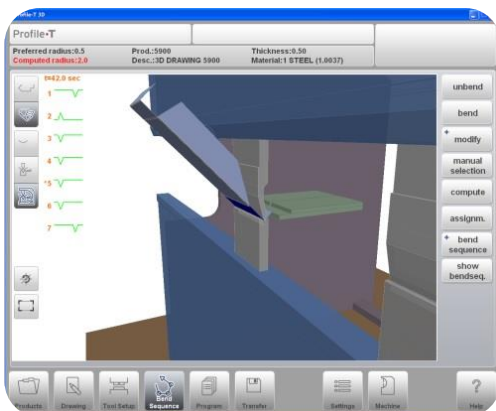 Profile-T 3D
Profile-T
Preferred radius:0.5 Prod.:5900 Thickness:0.50
Computed radius:2.0 Desc.:3D DRAWING 5900 Material:1 STEEL (1.0037)
t=42.0 sec
1
2
3
4
*5
6
7
unbend
bend
+ modify
manual
selection
compute
assignm.
+ bend
sequence
show
bendseq.
Products Drawing Tool Setup Bend
Sequence Program Transfer Settings Machine Help